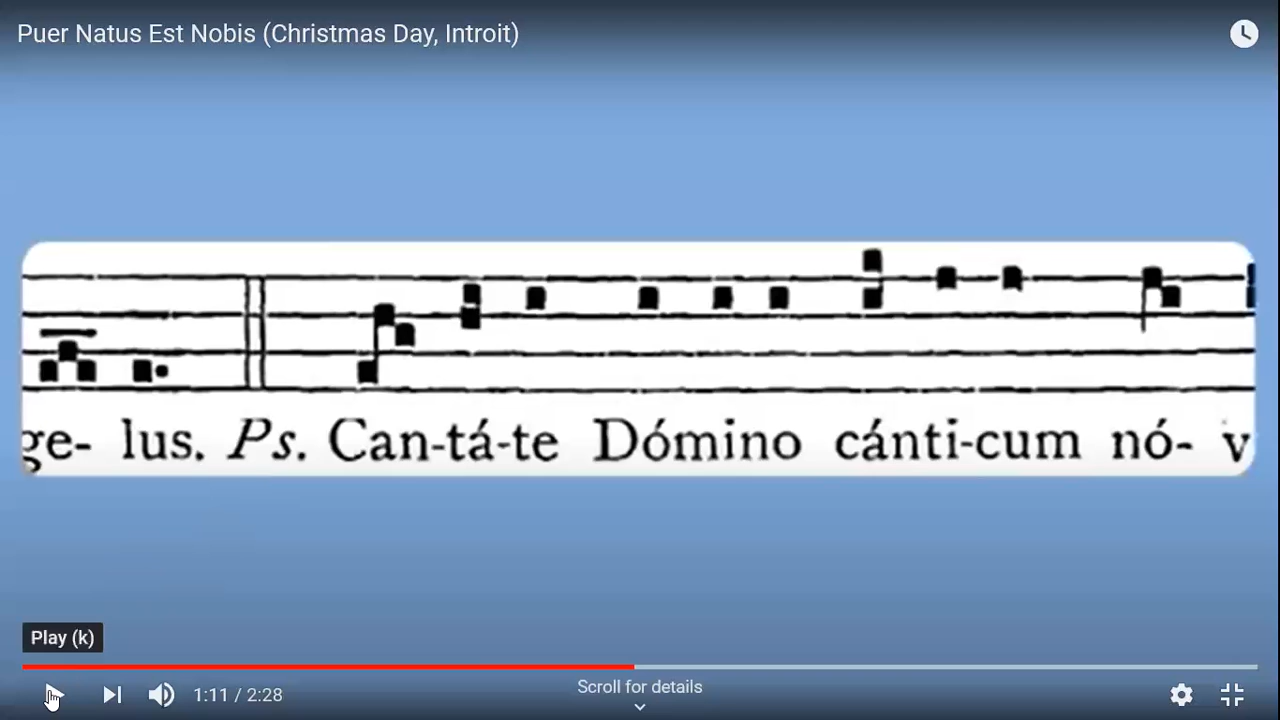 Puer Natus Est Nobis (Christmas Day, Introit)
ge- lus. Ps. Can-tá-te Dómino cánti-cum nó- v
Play (k)
1:11 / 2:28
Scroll for details